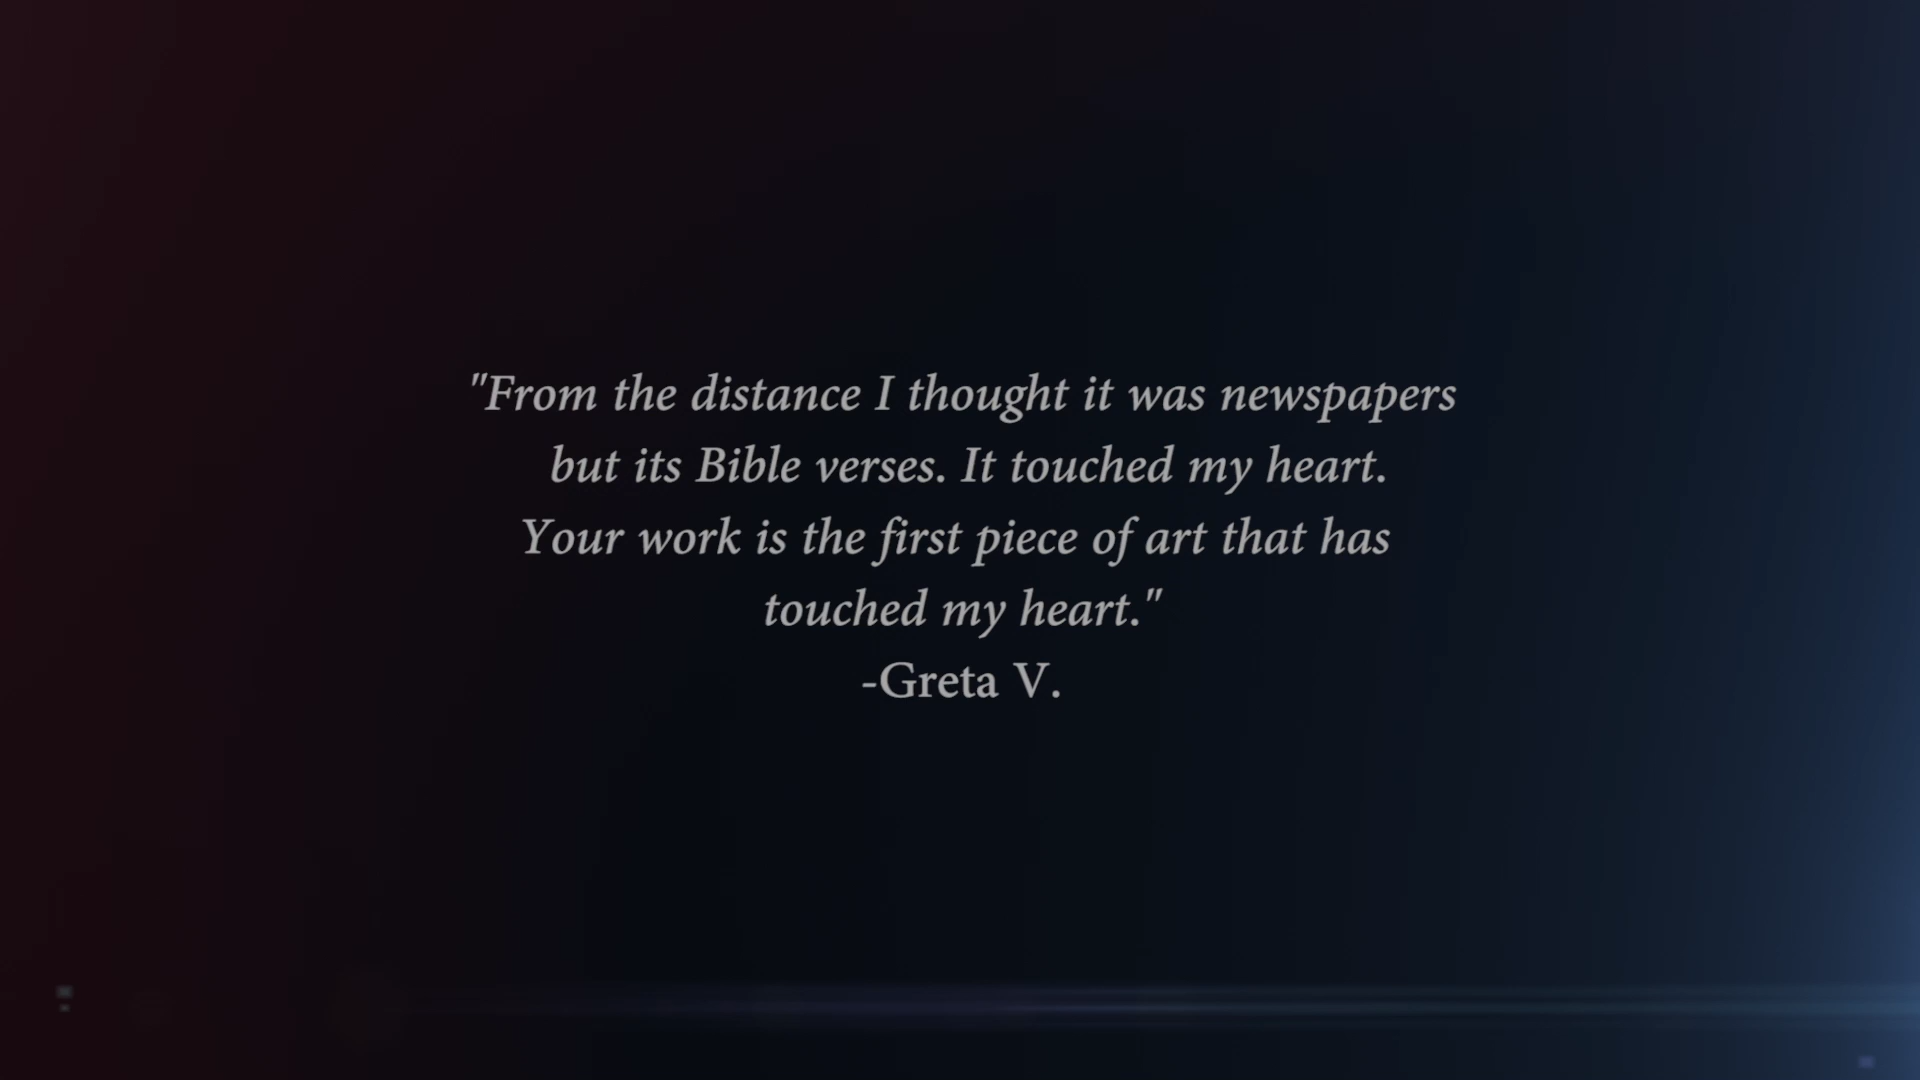 "From the distance I thought it was newspapers
but its Bible verses. It touched my heart.
Your work is the first piece of art that has
touched my heart."
-Greta V.